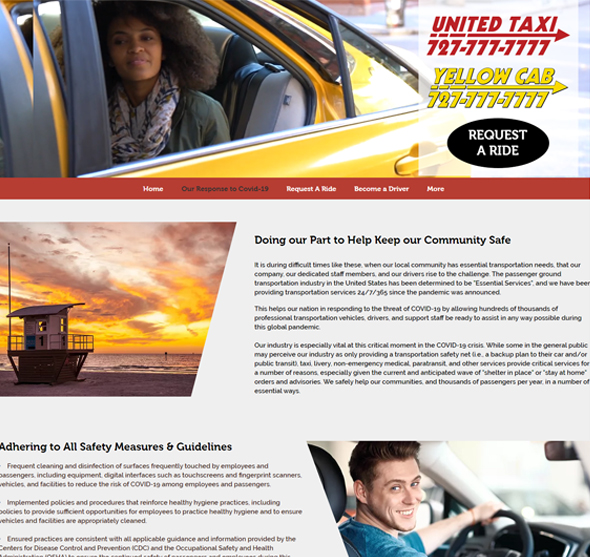 UNITED TAXI
727-777-7777
YELLOW CAB
727-777-7777
REQUEST
A RIDE
Home
Our Response to Covid-19
Request A Ride
Become a Driver
More
Doing our Part to Help Keep our Community Safe
It is during difficult times like these, when our local community has essential transportation needs, that our
company, our dedicated staff members, and our drivers rise to the challenge. The passenger ground
transportation industry in the United States has been determined to be "Essential Services", and we have been
providing transportation services 24/7/365 since the pandemic was announced.
This helps our nation in responding to the threat of COVID-19 by allowing hundreds of thousands of
professional transportation vehicles, drivers, and support staff be ready to assist in any way possible during
this global pandemic.
Our industry is especially vital at this critical moment in the COVID-19 crisis. While some in the general public
may perceive our industry as only providing a transportation safety net (i.e., a backup plan to their car and/or
public transit), taxi, livery, non-emergency medical, paratransit, and other services provide critical services for
a number of reasons, especially given the current and anticipated wave of "shelter in place" or "stay at home"
orders and advisories. We safely help our communities, and thousands of passengers per year, in a number of
essential ways.
Adhering to All Safety Measures & Guidelines
Frequent cleaning and disinfection of surfaces frequently touched by employees and
passengers, including equipment, digital interfaces such as touchscreens and fingerprint scanners,
vehicles, and facilities to reduce the risk of COVID-19 among employees and passengers.
Implemented policies and procedures that reinforce healthy hygiene practices, including
policies to provide sufficient opportunities for employees to practice healthy hygiene and to ensure
vehicles and facilities are appropriately cleaned.
Ensured practices are consistent with all applicable guidance and information provided by the
Centers for Disease Control and Prevention (CDC) and the Occupational Safety and Health